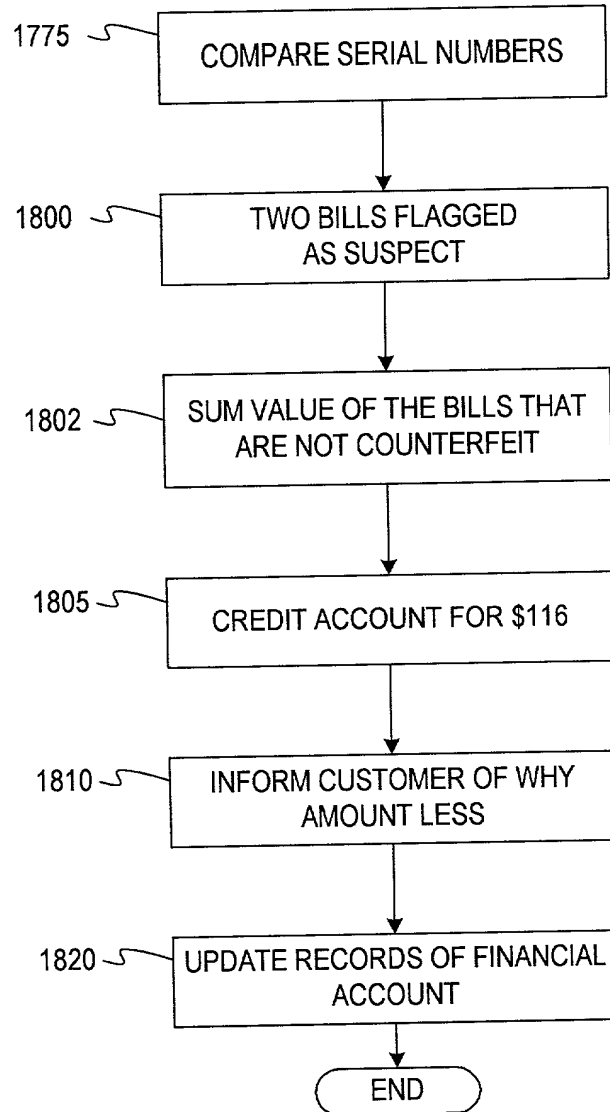 1775
COMPARE SERIAL NUMBERS
1800
TWO BILLS FLAGGED
AS SUSPECT
1802
SUM VALUE OF THE BILLS THAT
ARE NOT COUNTERFEIT
1805
CREDIT ACCOUNT FOR $116
1810
INFORM CUSTOMER OF WHY
AMOUNT LESS
1820
UPDATE RECORDS OF FINANCIAL
ACCOUNT
END